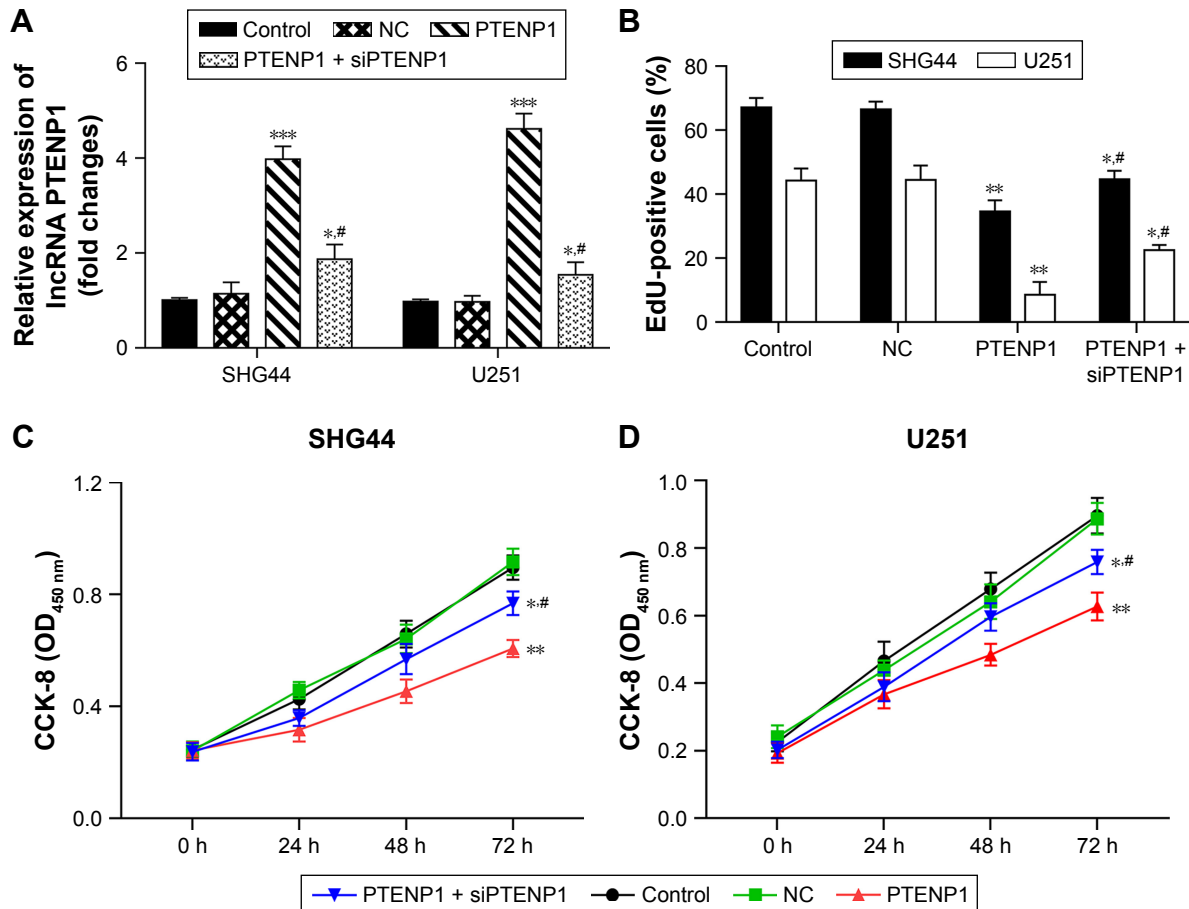 A
Control NC PTENP1
PTENP1 + siPTENP1
Relative expression of
lncRNA PTENP1
(fold changes)
6
4
2
0
***
*,#
***
*,#
SHG44 U251
B
SHG44 U251
EdU-positive cells (%)
80
60
40
20
0
**
**
*,#
*,#
Control NC PTENP1 PTENP1 +
siPTENP1
C SHG44
CCK-8 (OD450 nm)
1.2
0.8
0.4
0.0
*,#
**
0 h 24 h 48 h 72 h
D U251
CCK-8 (OD450 nm)
1.0
0.8
0.6
0.4
0.2
0.0
*,#
**
0 h 24 h 48 h 72 h
PTENP1 + siPTENP1 Control NC PTENP1